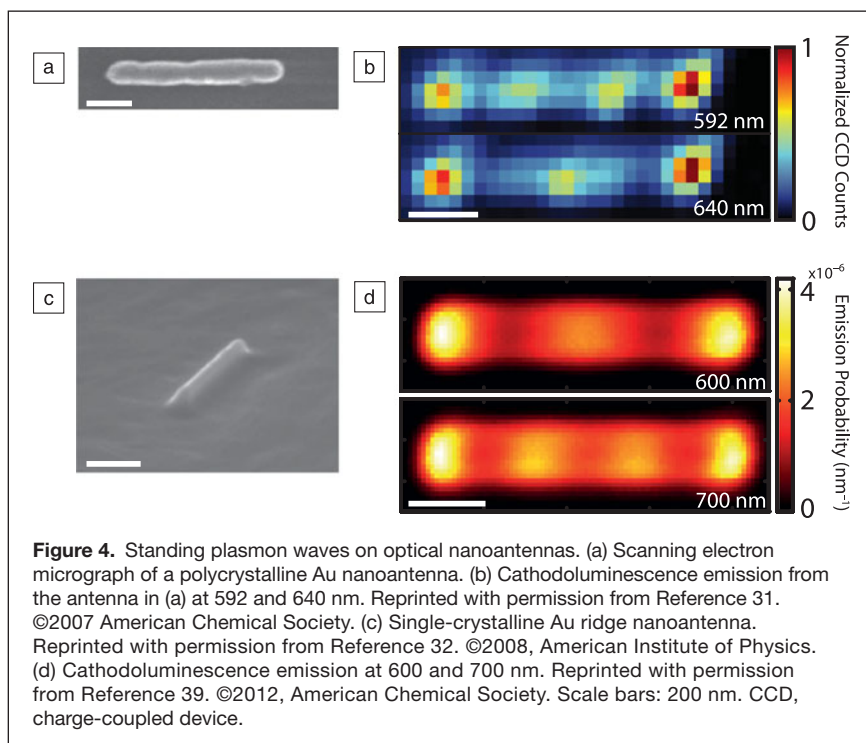 a
b
592 nm
640 nm
1
0
Normalized CCD Counts
c
d
600 nm
700 nm
×10⁻⁶
4
2
0
Emission Probability (nm⁻¹)
Figure 4. Standing plasmon waves on optical nanoantennas. (a) Scanning electron
micrograph of a polycrystalline Au nanoantenna. (b) Cathodoluminescence emission from
the antenna in (a) at 592 and 640 nm. Reprinted with permission from Reference 31.
©2007 American Chemical Society. (c) Single-crystalline Au ridge nanoantenna.
Reprinted with permission from Reference 32. ©2008, American Institute of Physics.
(d) Cathodoluminescence emission at 600 and 700 nm. Reprinted with permission
from Reference 39. ©2012, American Chemical Society. Scale bars: 200 nm. CCD,
charge-coupled device.